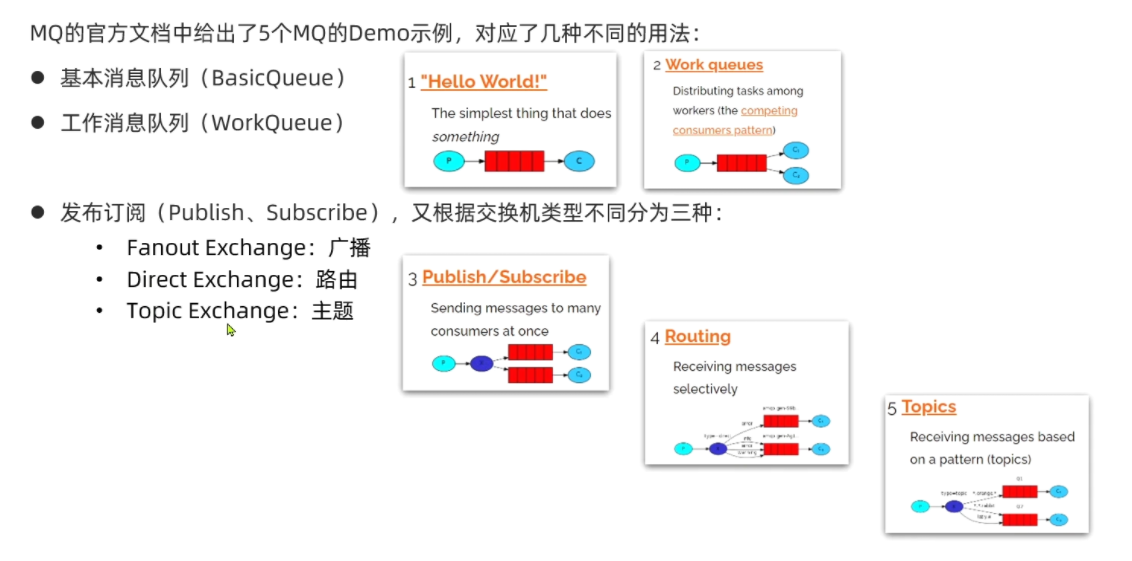 MQ的官方文档中给出了5个MQ的Demo示例，对应了几种不同的用法：
● 基本消息队列（BasicQueue）
● 工作消息队列（WorkQueue）
1 "Hello World!"
The simplest thing that does
something
P
C
2 Work queues
Distributing tasks among
workers (the competing
consumers pattern)
P
C₁
C₂
● 发布订阅（Publish、Subscribe），又根据交换机类型不同分为三种：
• Fanout Exchange：广播
• Direct Exchange：路由
• Topic Exchange：主题
3 Publish/Subscribe
Sending messages to many
consumers at once
P
4 Routing
Receiving messages
selectively
P
error
5 Topics
Receiving messages based
on a pattern (topics)
type=topic
*.orange.*